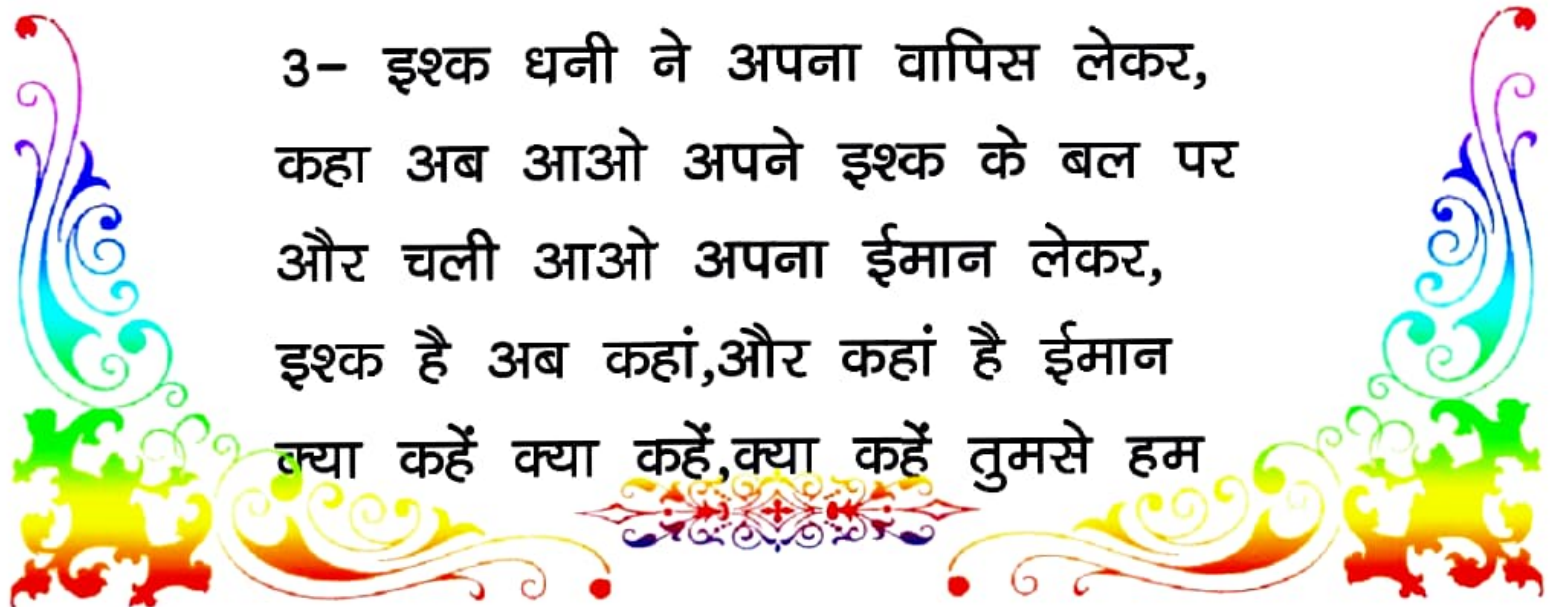 3- इश्क धनी ने अपना वापिस लेकर,
कहा अब आओ अपने इश्क के बल पर
और चली आओ अपना ईमान लेकर,
इश्क है अब कहां,और कहां है ईमान
क्या कहें क्या कहें,क्या कहें तुमसे हम